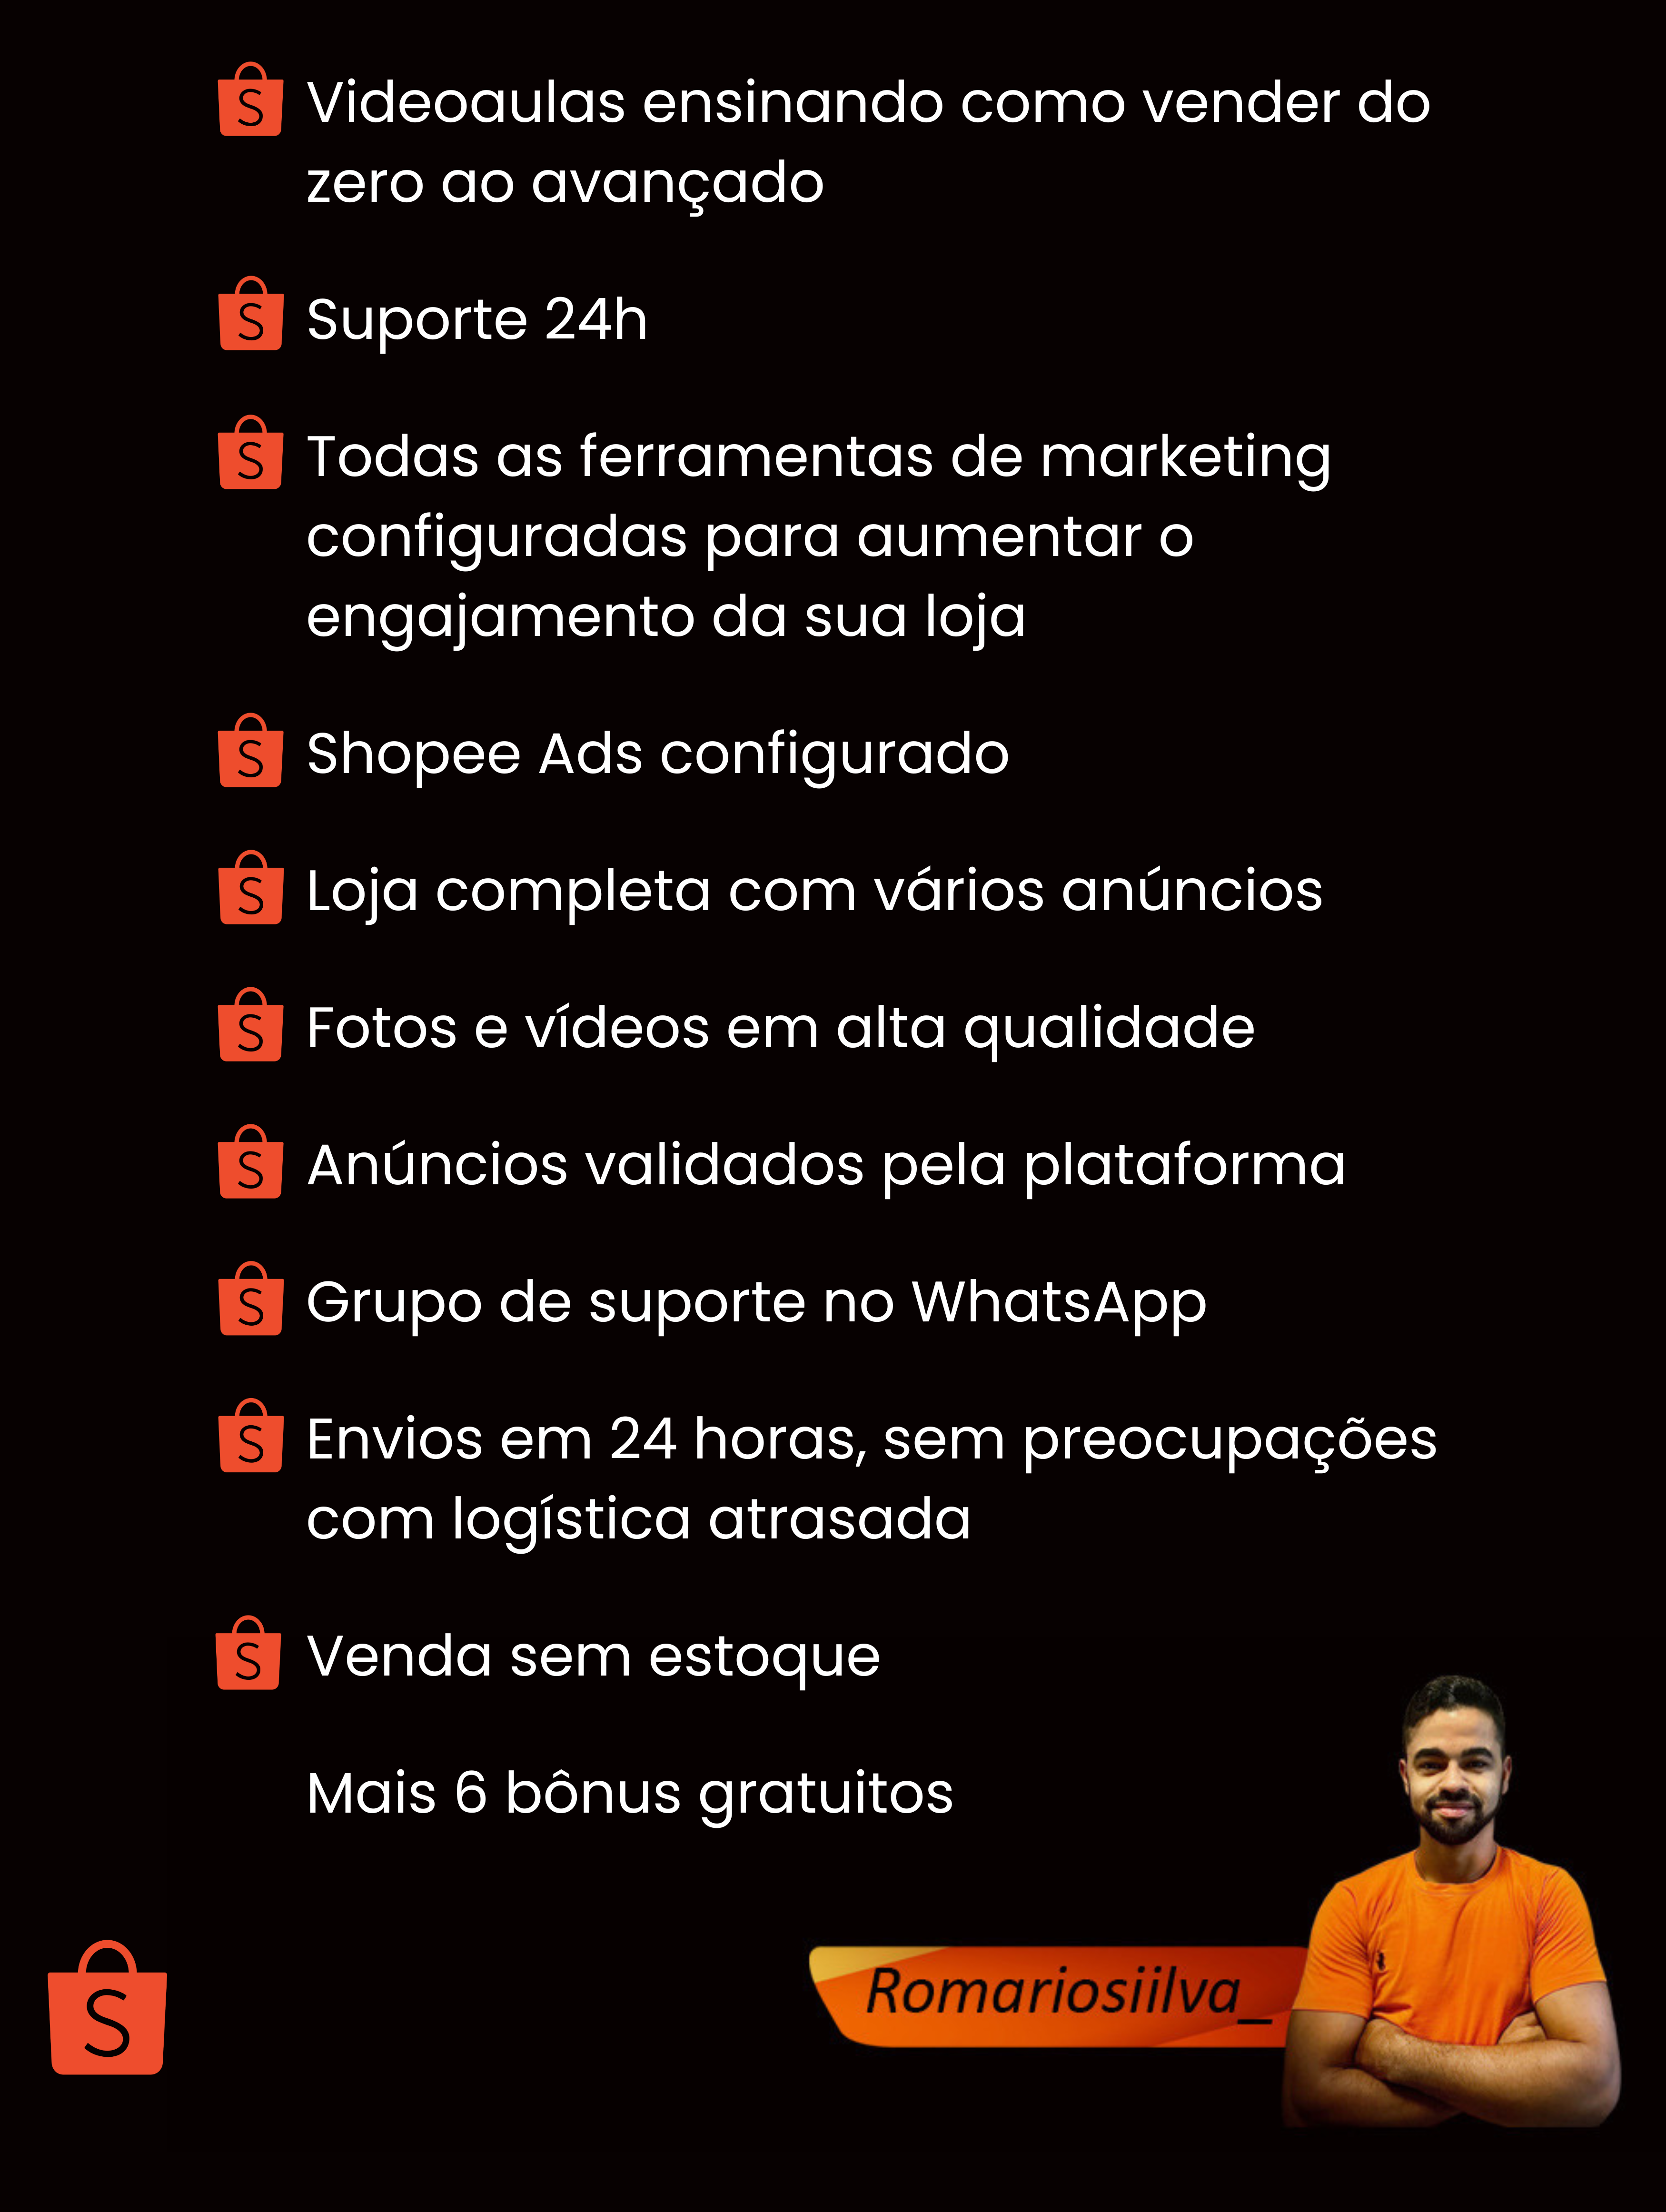 Videoaulas ensinando como vender do
zero ao avançado
Suporte 24h
Todas as ferramentas de marketing
configuradas para aumentar o
engajamento da sua loja
Shopee Ads configurado
Loja completa com vários anúncios
Fotos e vídeos em alta qualidade
Anúncios validados pela plataforma
Grupo de suporte no WhatsApp
Envios em 24 horas, sem preocupações
com logística atrasada
Venda sem estoque
Mais 6 bônus gratuitos
Romariosiilva_